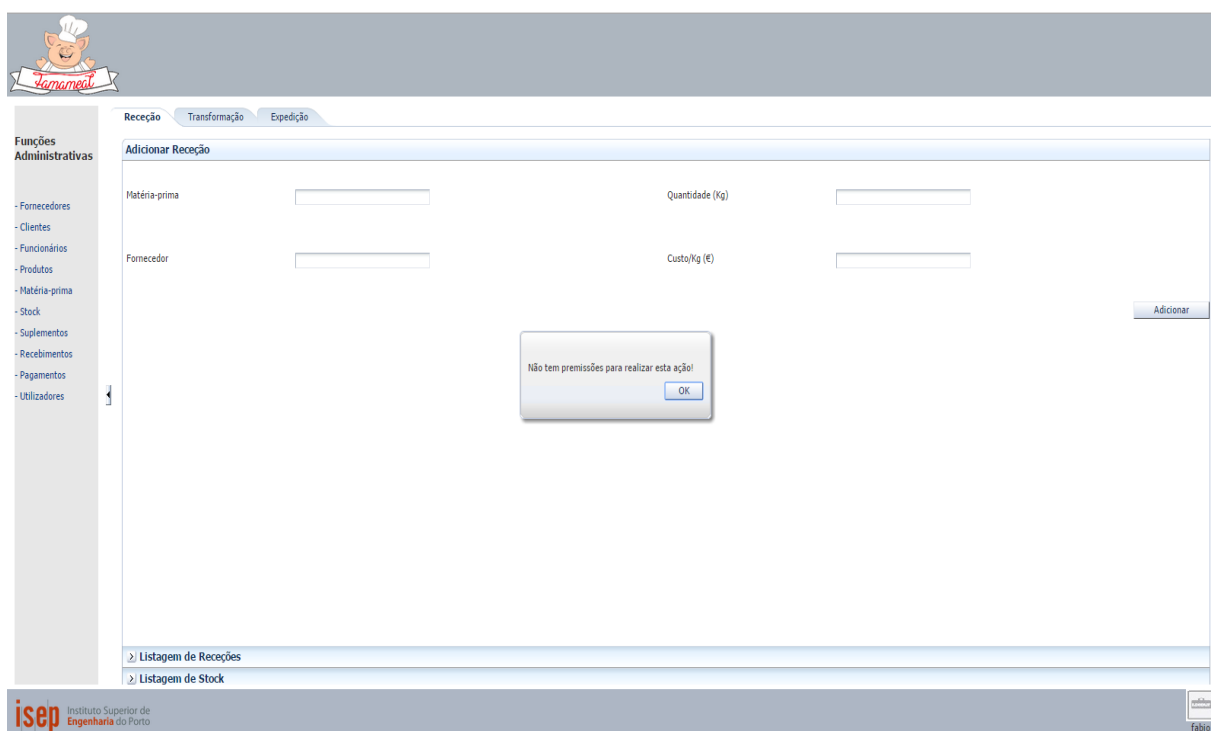 Tamameat
Receção Transformação Expedição
Funções
Administrativas
- Fornecedores
- Clientes
- Funcionários
- Produtos
- Matéria-prima
- Stock
- Suplementos
- Recebimentos
- Pagamentos
- Utilizadores
Adicionar Receção
Matéria-prima
Quantidade (Kg)
Fornecedor
Custo/Kg (€)
Adicionar
Não tem premissões para realizar esta ação!
OK
Listagem de Receções
Listagem de Stock
isep Instituto Superior de
Engenharia do Porto
fabio